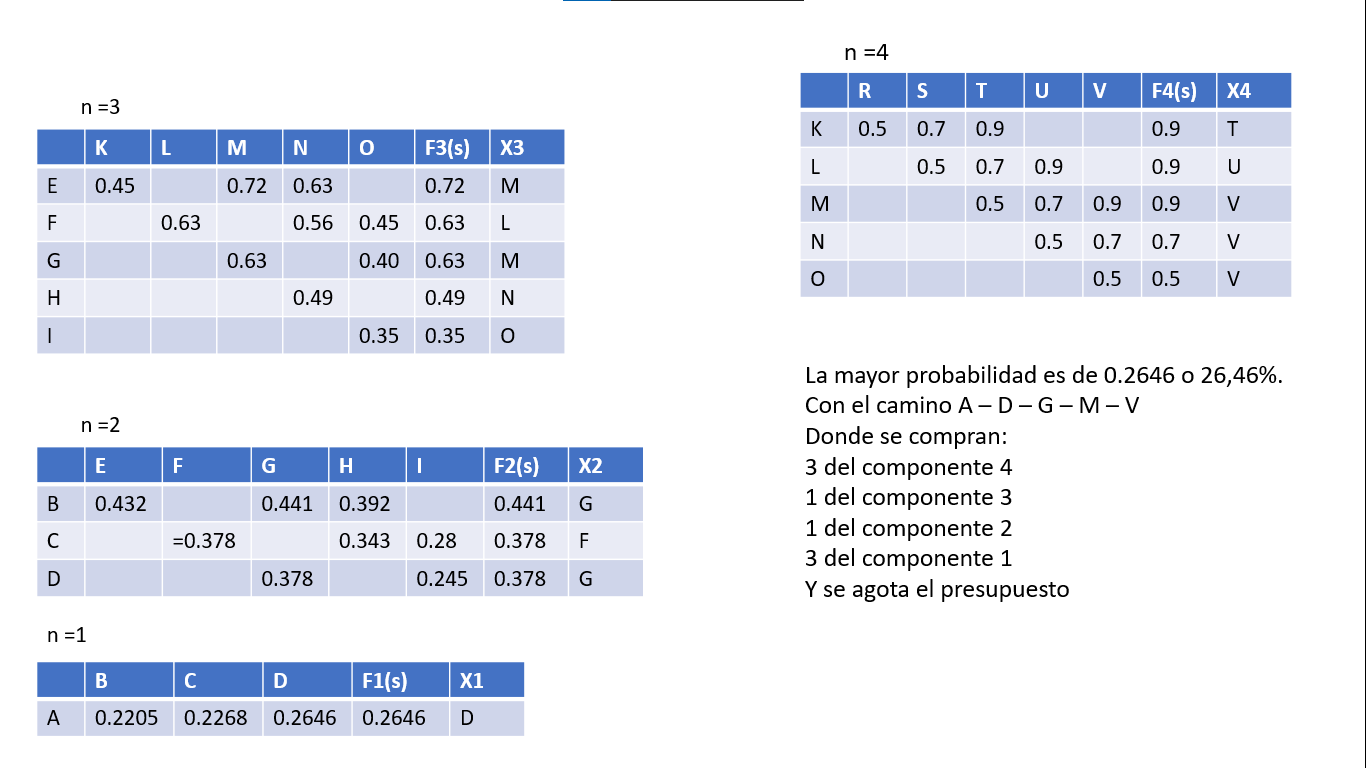 n =3
K L M N O F3(s) X3
E 0.45 0.72 0.63 0.72 M
F 0.63 0.56 0.45 0.63 L
G 0.63 0.40 0.63 M
H 0.49 0.49 N
I 0.35 0.35 O
n =2
E F G H I F2(s) X2
B 0.432 0.441 0.392 0.441 G
C =0.378 0.343 0.28 0.378 F
D 0.378 0.245 0.378 G
n =1
B C D F1(s) X1
A 0.2205 0.2268 0.2646 0.2646 D
n =4
R S T U V F4(s) X4
K 0.5 0.7 0.9 0.9 T
L 0.5 0.7 0.9 0.9 U
M 0.5 0.7 0.9 0.9 V
N 0.5 0.7 0.7 V
O 0.5 0.5 V
La mayor probabilidad es de 0.2646 o 26,46%.
Con el camino A – D – G – M – V
Donde se compran:
3 del componente 4
1 del componente 3
1 del componente 2
3 del componente 1
Y se agota el presupuesto